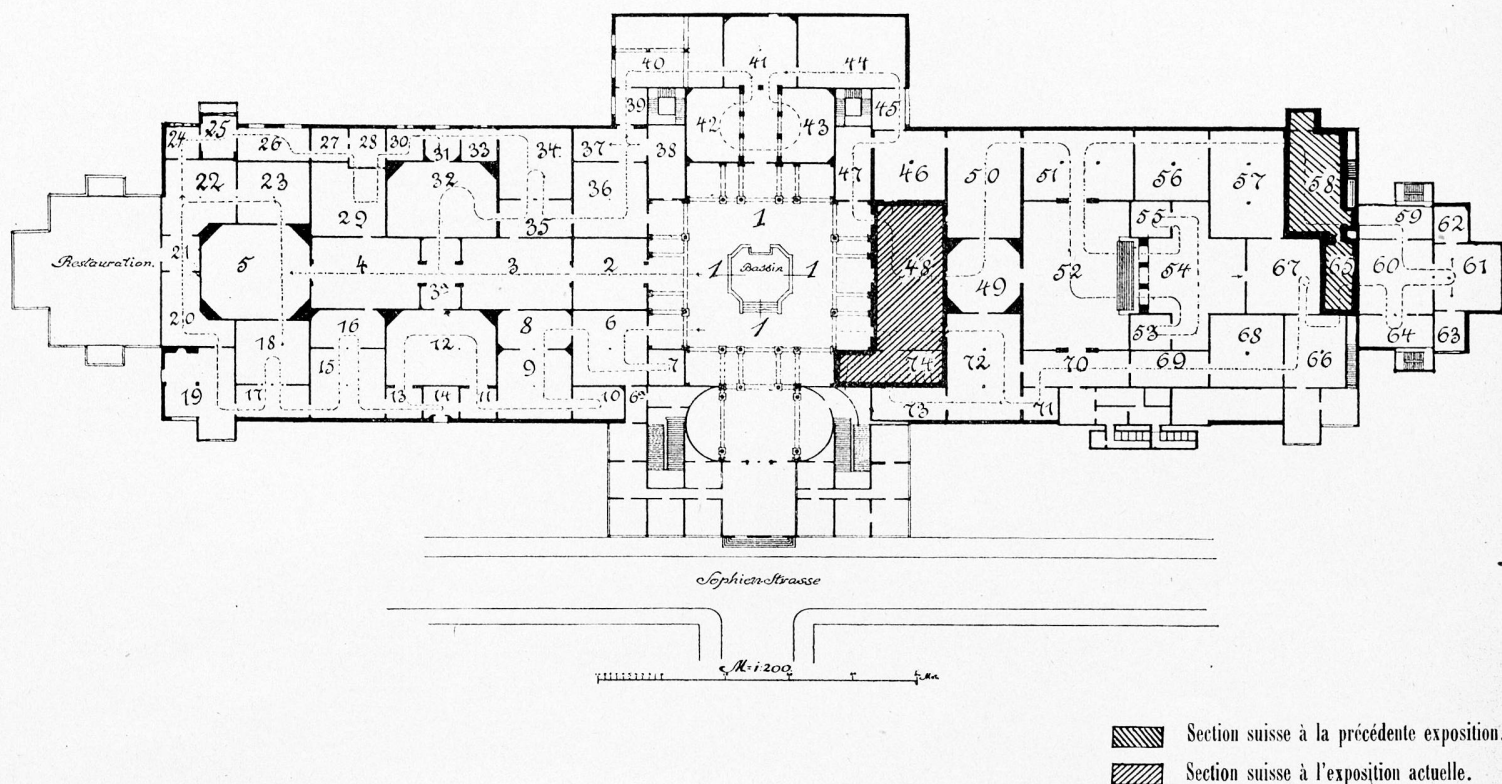 40 41 44
39 42 43 45
24 25 26 27 28 30 31 33 34 37 38
22 23 29 32 35 36 47 46 50 51 56 57 58
1
55 59 62
Restauration. 21 5 4 3 2 1 Bassin 1 48 49 52 54 67 65 60 61
20 18 16 12 8 6 1 53 68 64 63
19 17 15 13 14 11 9 10 7 74 72 70 69 66
73 71
Sophien-Strasse
M=1:200.
Section suisse à la précédente exposition.
Section suisse à l'exposition actuelle.